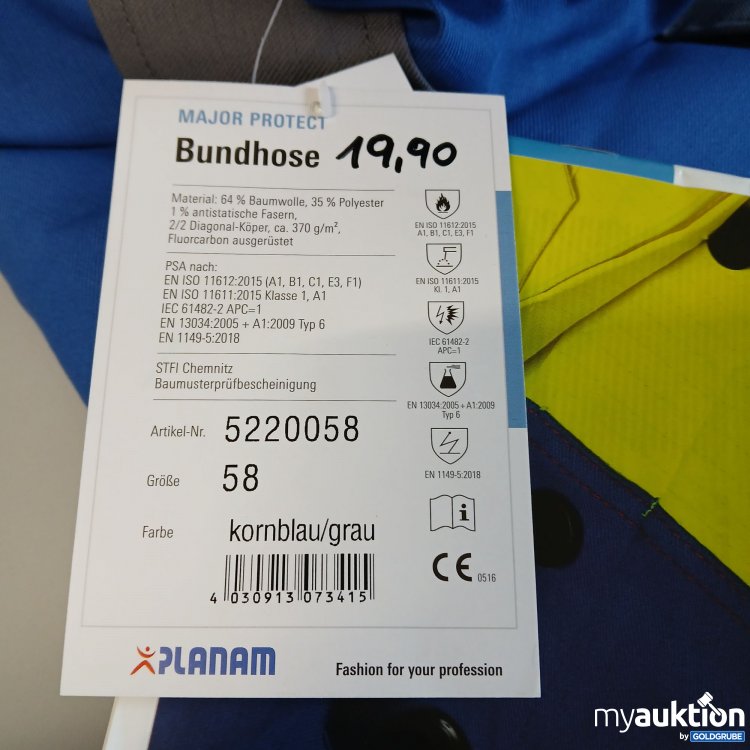 MAJOR PROTECT
Bundhose 19,90
Material: 64 % Baumwolle, 35 % Polyester
1 % antistatische Fasern,
2/2 Diagonal-Köper, ca. 370 g/m²,
Fluorcarbon ausgerüstet
PSA nach:
EN ISO 11612:2015 (A1, B1, C1, E3, F1)
EN ISO 11611:2015 Klasse 1, A1
IEC 61482-2 APC=1
EN 13034:2005 + A1:2009 Typ 6
EN 1149-5:2018
STFI Chemnitz
Baumusterprüfbescheinigung
EN ISO 11612:2015
A1, B1, C1, E3, F1
EN ISO 11611:2015
Kl. 1, A1
IEC 61482-2
APC=1
EN 13034:2005 + A1:2009
Typ 6
EN 1149-5:2018
i
CE 0516
Artikel-Nr. 5220058
Größe 58
Farbe kornblau/grau
4 030913 073415
PLANAM
Fashion for your profession
myauktion
by GOLDGRUBE